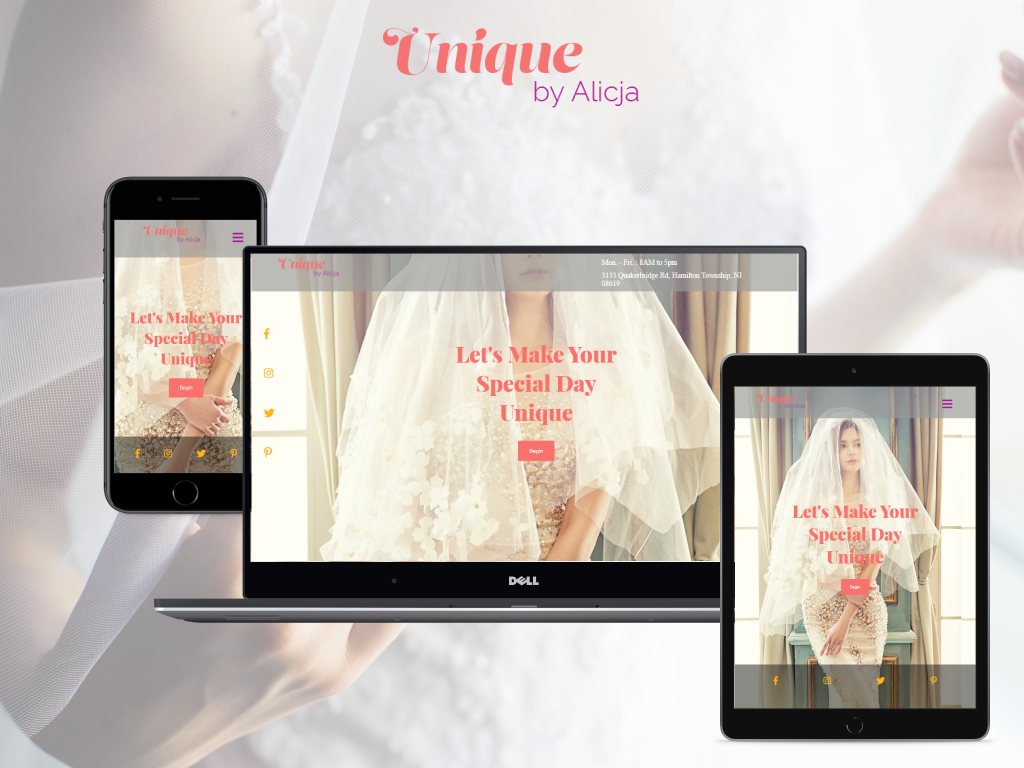 Unique
by Alicja
Unique
by Alicja
Let's Make Your
Special Day
Unique
Begin
Unique
by Alicja
Mon. - Fri. : 8AM to 5pm
3133 Quakerbridge Rd, Hamilton Township, NJ
08619
Let's Make Your
Special Day
Unique
Begin
DELL
Unique
by Alicja
Let's Make Your
Special Day
Unique
Begin